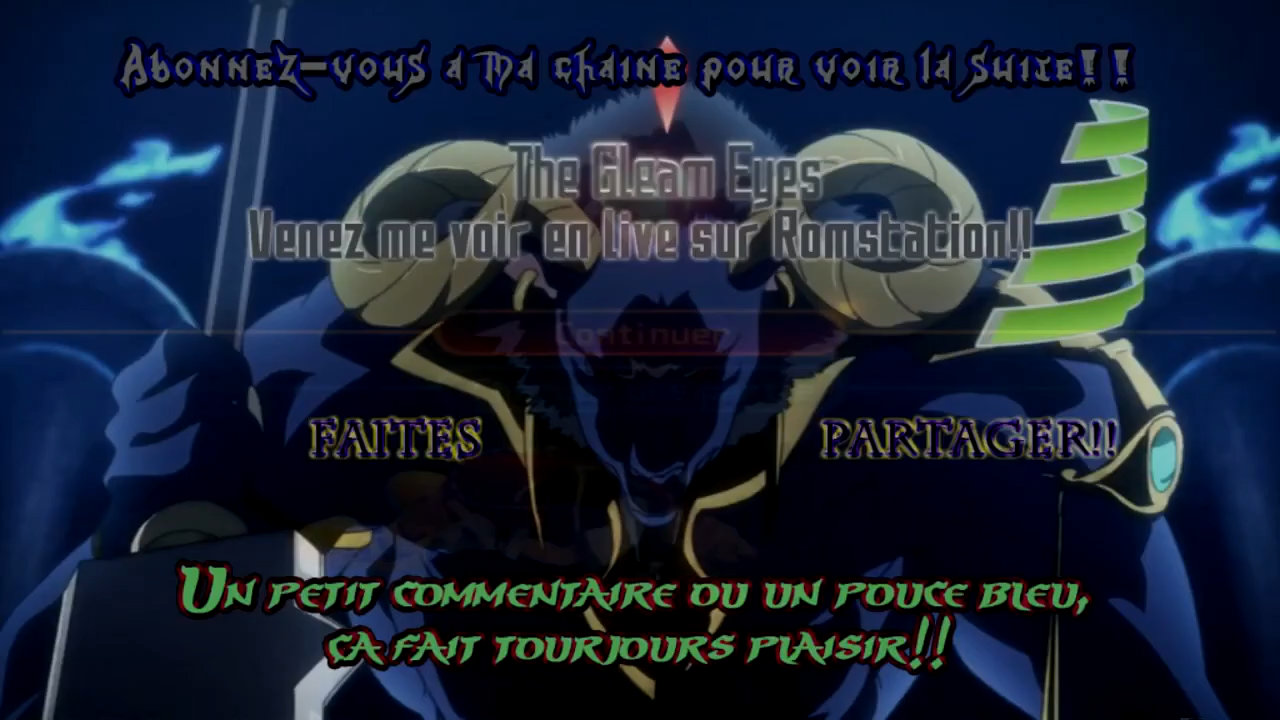 Abonnez-vous a ma chaine pour voir la suite!!
The Gleam Eyes
Venez me voir en live sur Romstation!!
Continuer
FAITES PARTAGER!!
Un petit commentaire ou un pouce bleu,
ça fait tourjours plaisir!!